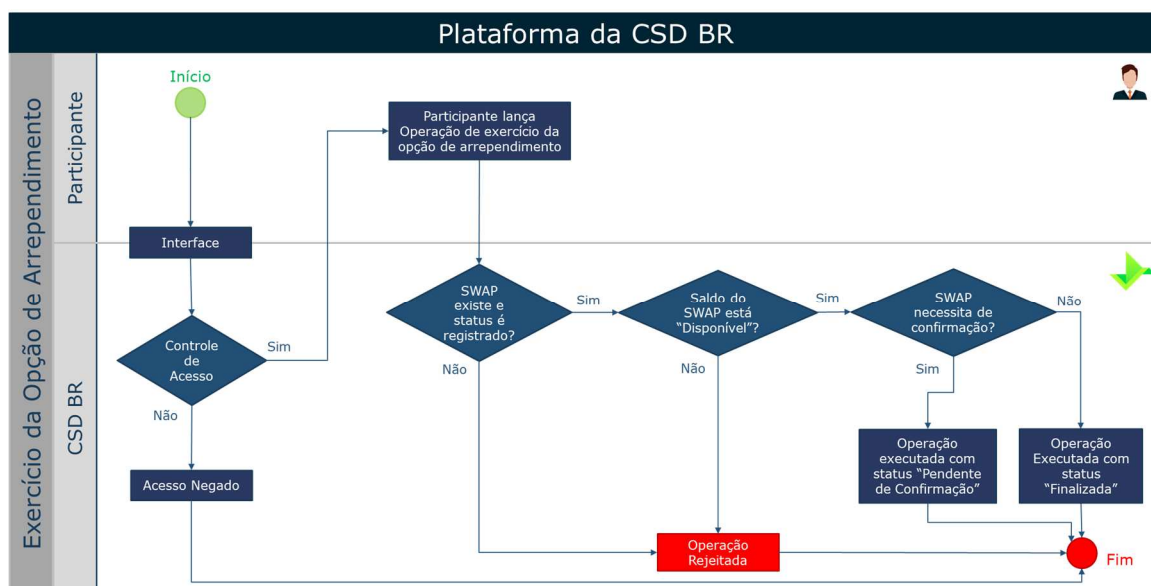 Plataforma da CSD BR
Exercício da Opção de Arrependimento
Participante
CSD BR
Início
Participante lança
Operação de exercício da
opção de arrependimento
Interface
SWAP
existe e
status é
registrado?
Sim
Saldo do
SWAP está
“Disponível”?
Sim
SWAP
necessita de
confirmação?
Não
Controle
de
Acesso
Sim
Não
Não
Não
Sim
Acesso Negado
Operação
executada com
status “Pendente
de Confirmação”
Operação
Executada com
status
“Finalizada”
Operação
Rejeitada
Fim